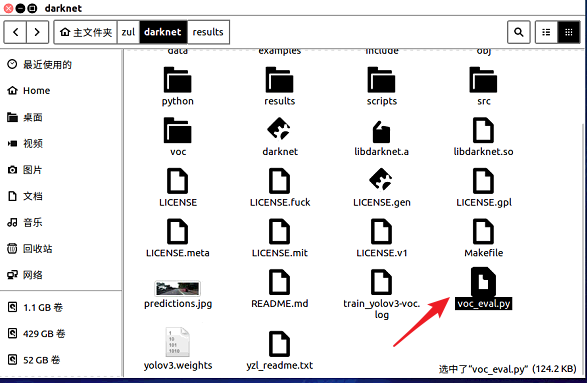 darknet
主文件夹 zul darknet results
最近使用的
Home
桌面
视频
图片
文档
音乐
回收站
网络
1.1 GB 卷
429 GB 卷
52 GB 卷
data examples include obj
python results scripts src
voc darknet libdarknet.a libdarknet.so
LICENSE LICENSE.fuck LICENSE.gen LICENSE.gpl
LICENSE.meta LICENSE.mit LICENSE.v1 Makefile
predictions.jpg README.md train_yolov3-voc.log voc_eval.py
yolov3.weights yzl_readme.txt
选中了"voc_eval.py" (124.2 KB)